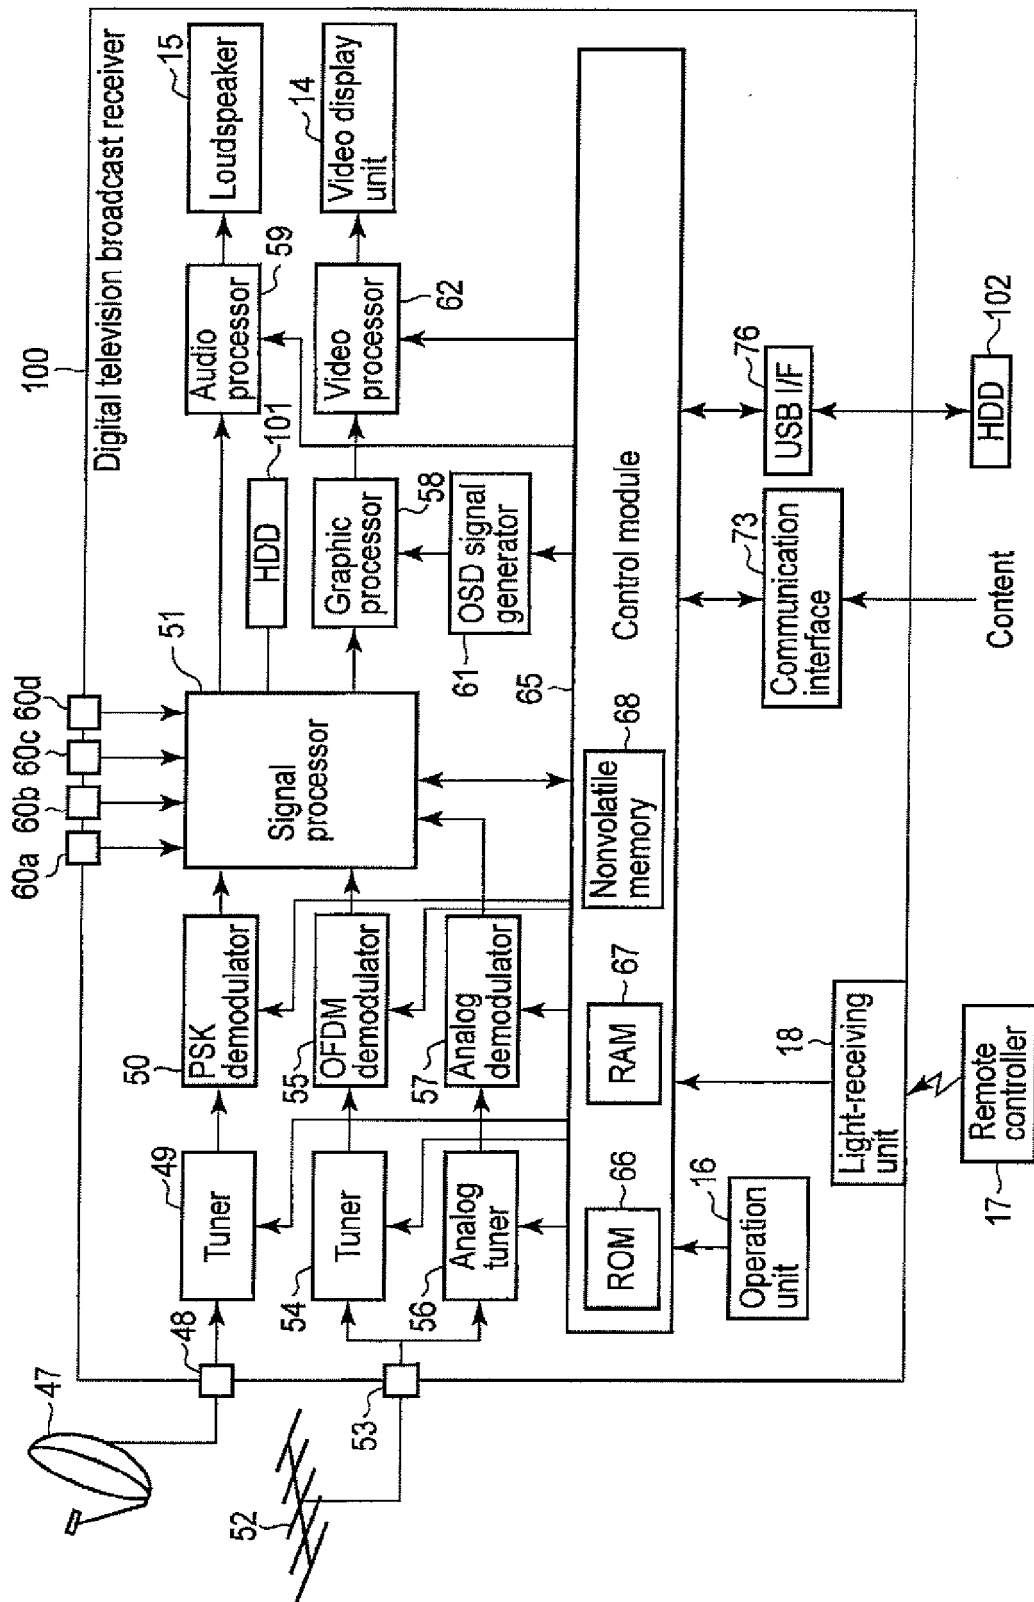 100
Digital television broadcast receiver
47
48
49
Tuner
50
PSK
demodulator
60a
60b
60c
60d
51
Signal
processor
101
HDD
Audio
processor
59
15
Loudspeaker
52
53
54
Tuner
55
OFDM
demodulator
Graphic
processor
58
Video
processor
62
14
Video display
unit
56
Analog
tuner
57
Analog
demodulator
61
OSD signal
generator
65
66
ROM
67
RAM
68
Nonvolatile
memory
Control module
16
Operation
unit
18
Light-receiving
unit
73
Communication
interface
76
USB I/F
17
Remote
controller
Content
102
HDD